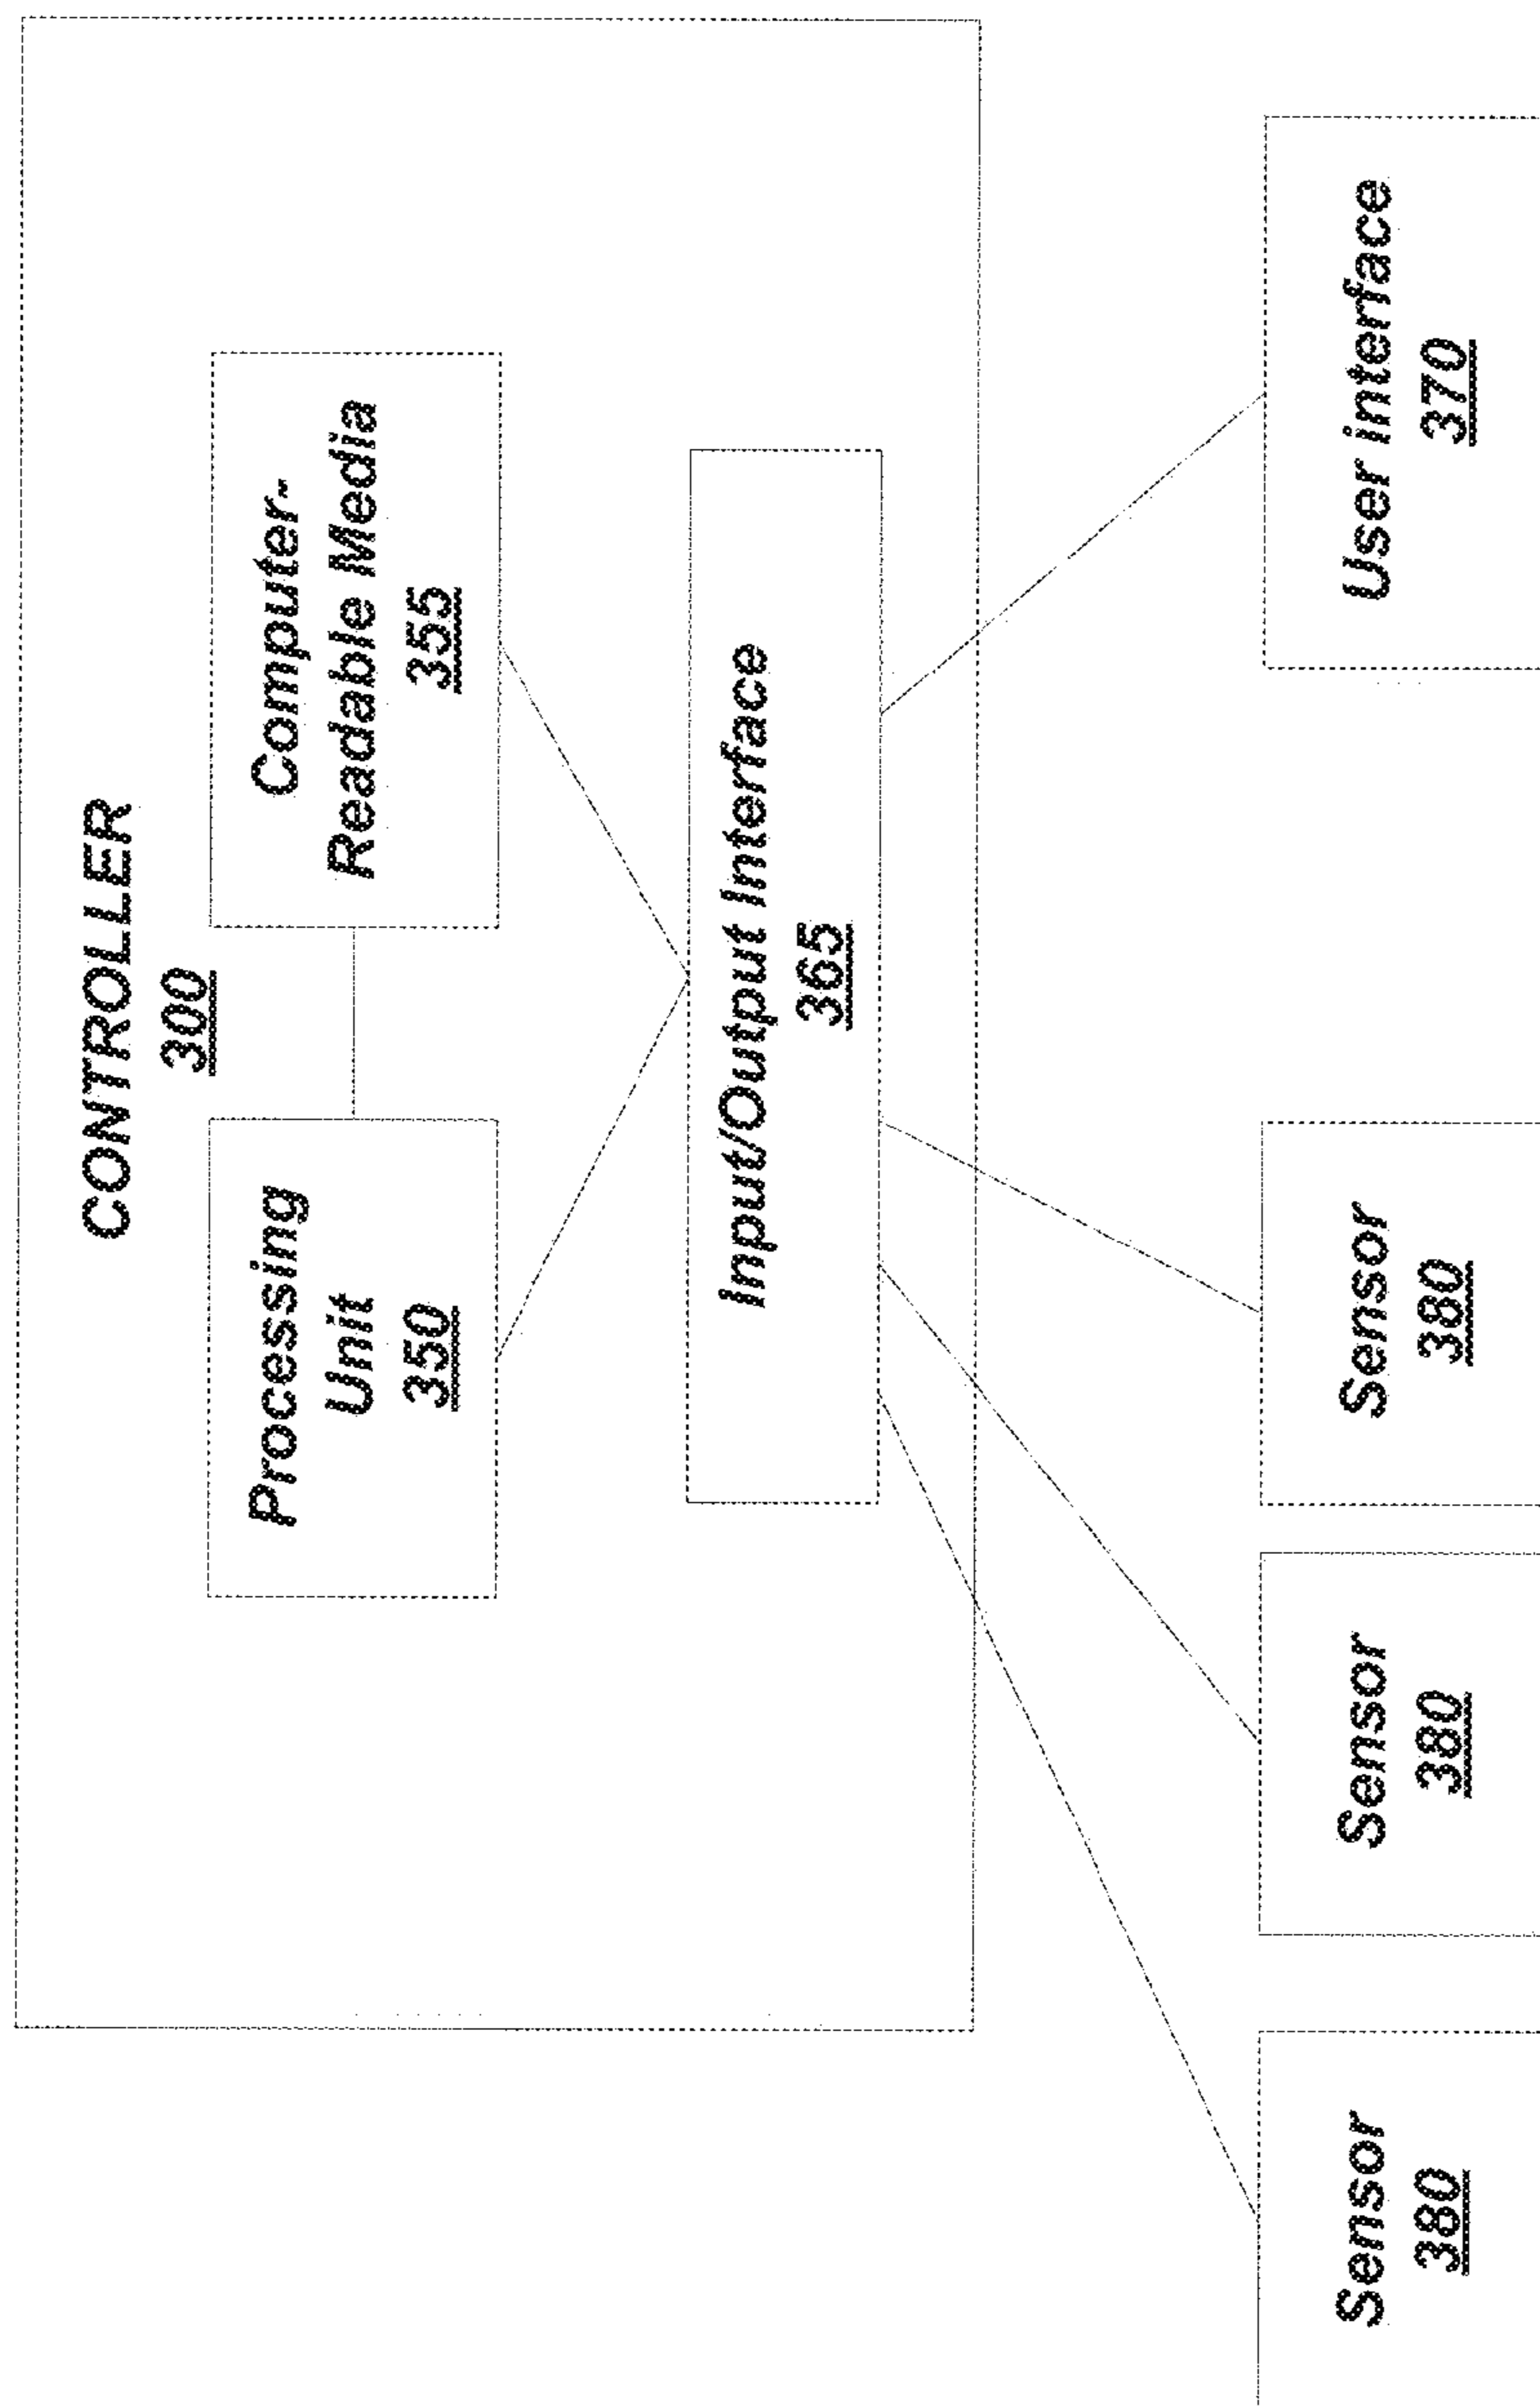 CONTROLLER
300
Processing
Unit
350
Computer-
Readable Media
355
Input/Output Interface
365
Sensor
380
Sensor
380
Sensor
380
User interface
370